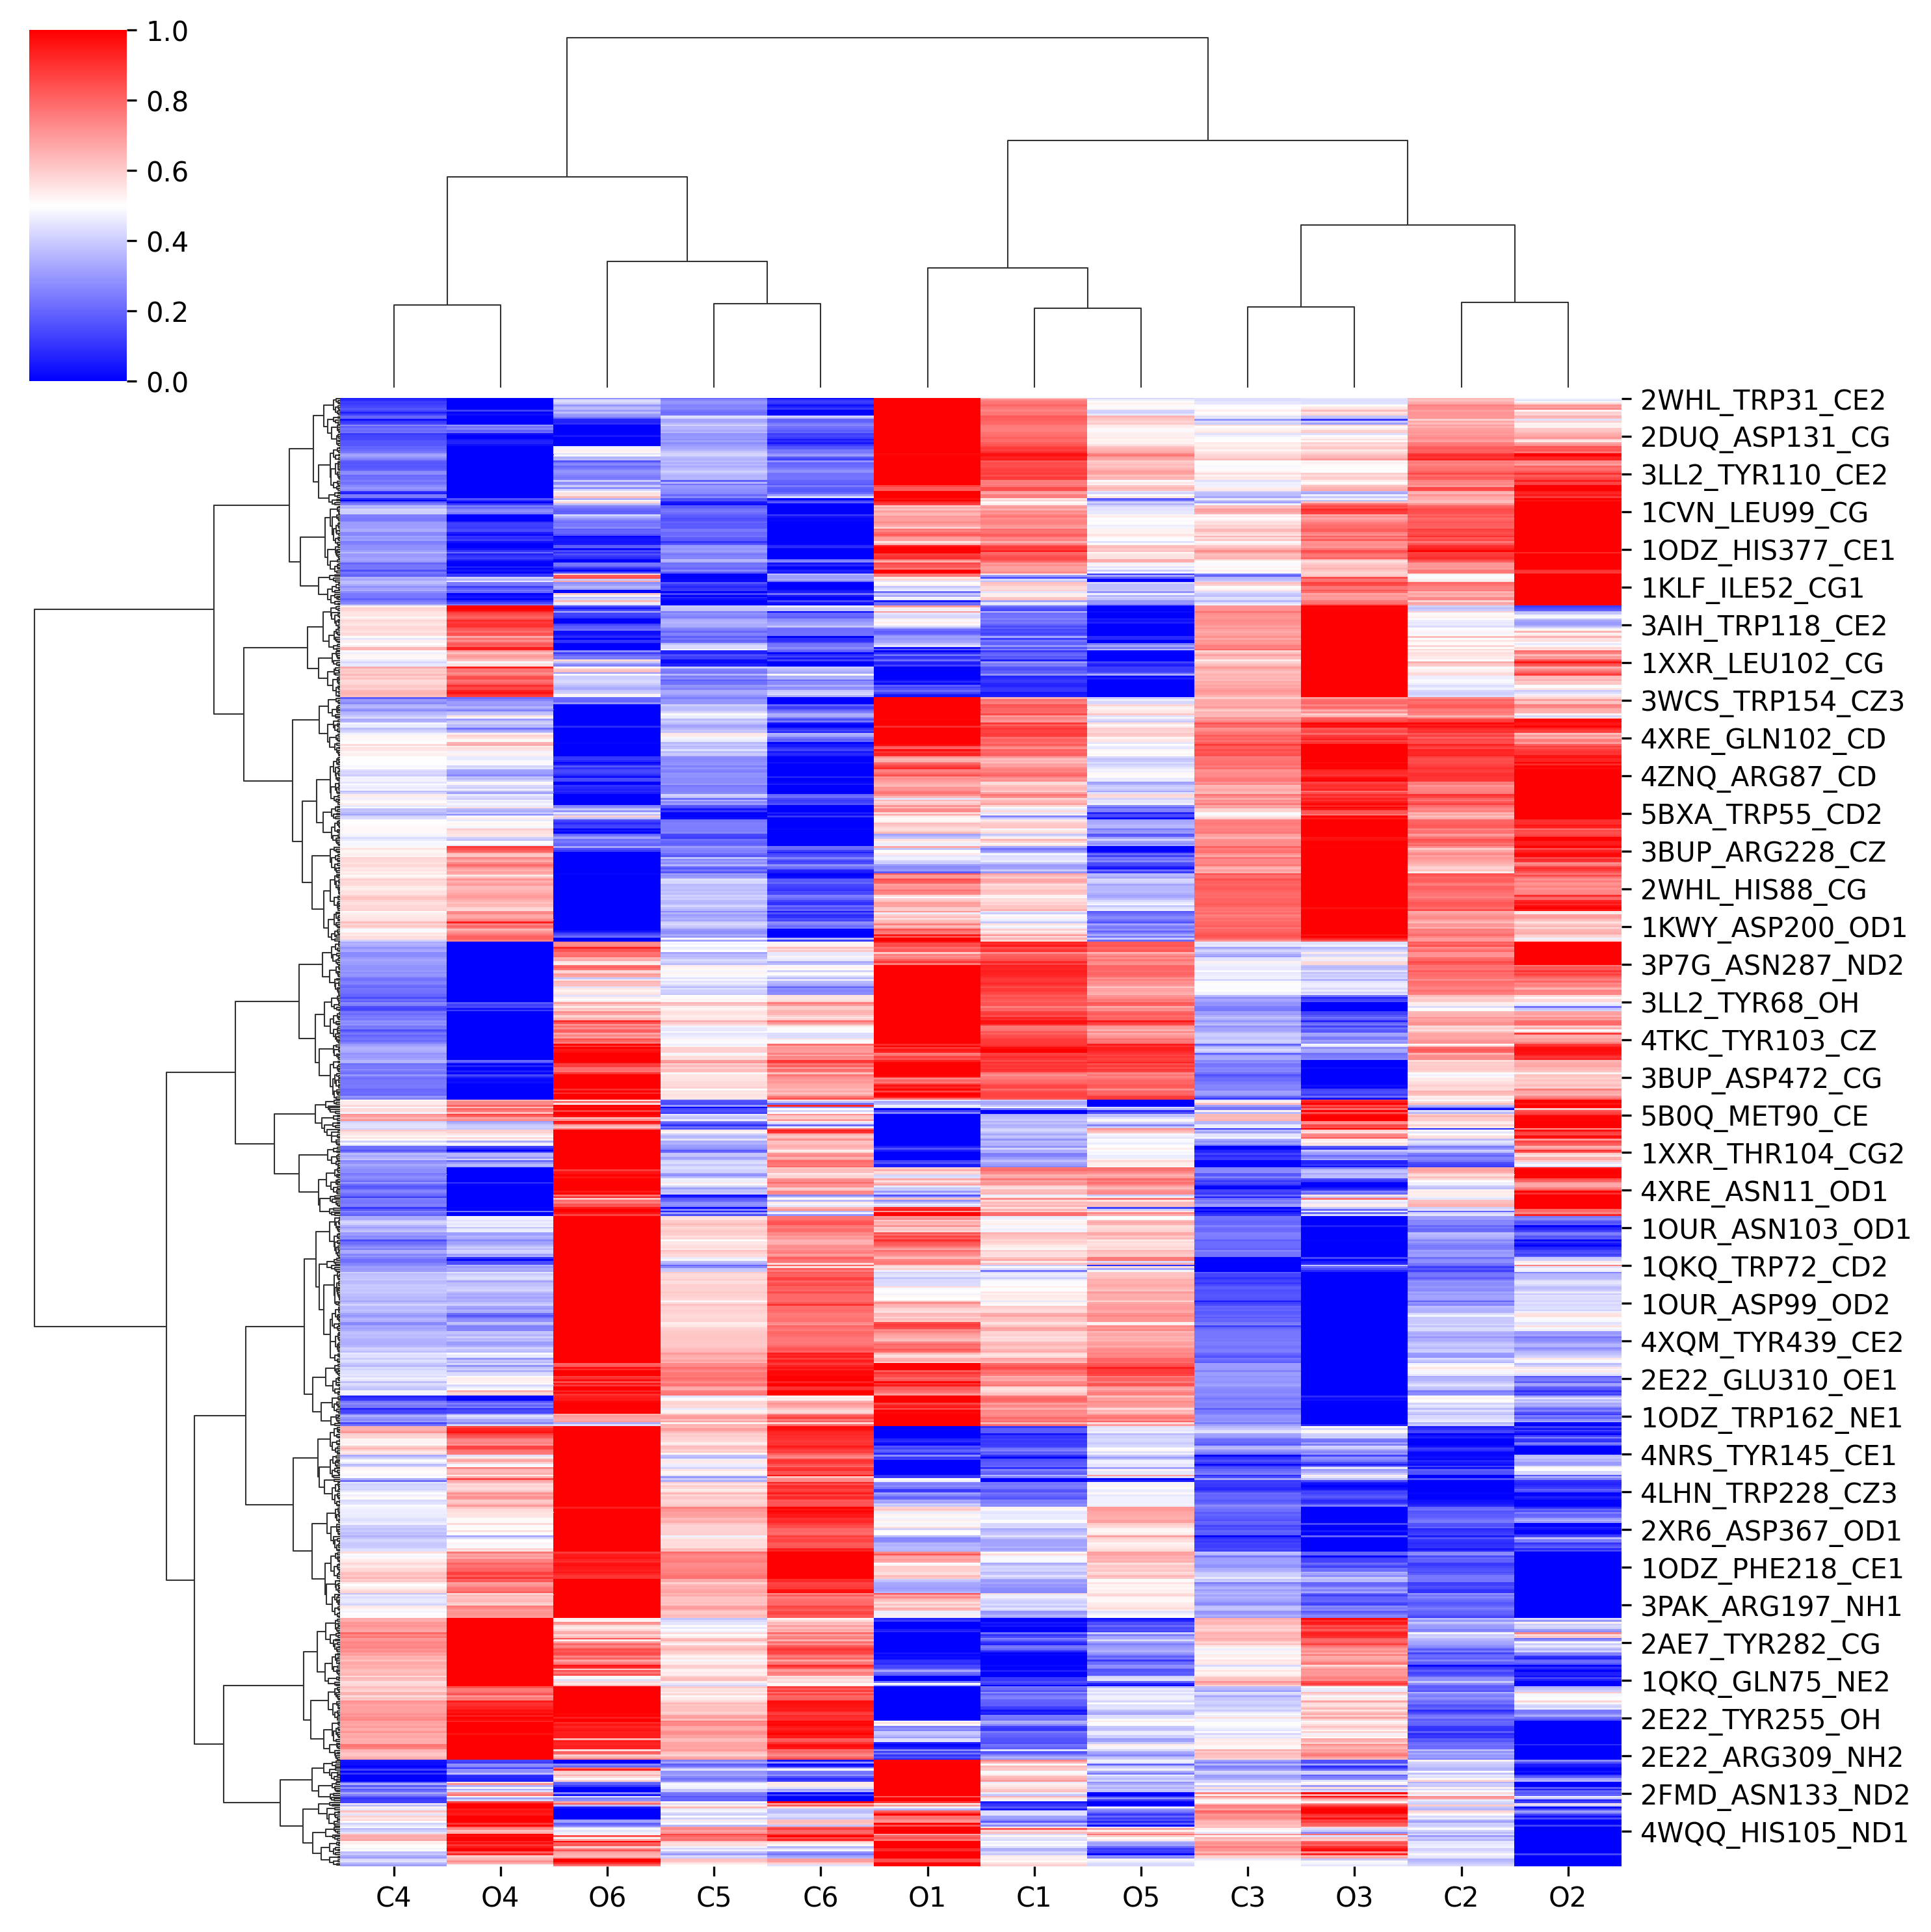 1.0
0.8
0.6
0.4
0.2
0.0
2WHL_TRP31_CE2
2DUQ_ASP131_CG
3LL2_TYR110_CE2
1CVN_LEU99_CG
1ODZ_HIS377_CE1
1KLF_ILE52_CG1
3AIH_TRP118_CE2
1XXR_LEU102_CG
3WCS_TRP154_CZ3
4XRE_GLN102_CD
4ZNQ_ARG87_CD
5BXA_TRP55_CD2
3BUP_ARG228_CZ
2WHL_HIS88_CG
1KWY_ASP200_OD1
3P7G_ASN287_ND2
3LL2_TYR68_OH
4TKC_TYR103_CZ
3BUP_ASP472_CG
5B0Q_MET90_CE
1XXR_THR104_CG2
4XRE_ASN11_OD1
1OUR_ASN103_OD1
1QKQ_TRP72_CD2
1OUR_ASP99_OD2
4XQM_TYR439_CE2
2E22_GLU310_OE1
1ODZ_TRP162_NE1
4NRS_TYR145_CE1
4LHN_TRP228_CZ3
2XR6_ASP367_OD1
1ODZ_PHE218_CE1
3PAK_ARG197_NH1
2AE7_TYR282_CG
1QKQ_GLN75_NE2
2E22_TYR255_OH
2E22_ARG309_NH2
2FMD_ASN133_ND2
4WQQ_HIS105_ND1
C4 O4 O6 C5 C6 O1 C1 O5 C3 O3 C2 O2